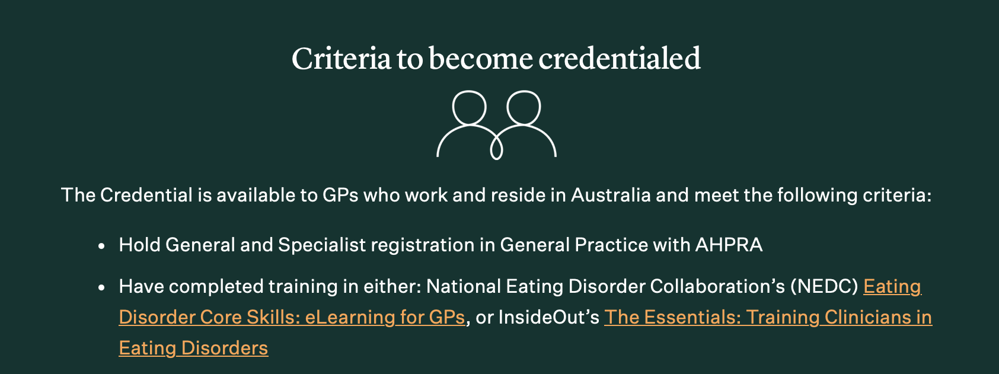 Criteria to become credentialed
The Credential is available to GPs who work and reside in Australia and meet the following criteria:
• Hold General and Specialist registration in General Practice with AHPRA
• Have completed training in either: National Eating Disorder Collaboration’s (NEDC) Eating
Disorder Core Skills: eLearning for GPs, or InsideOut’s The Essentials: Training Clinicians in
Eating Disorders